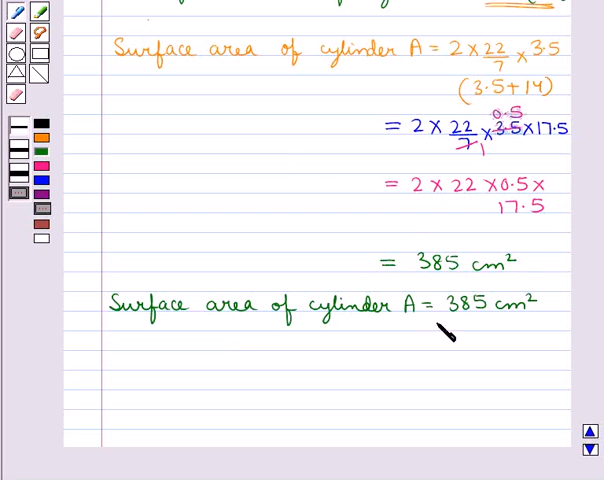 Surface area of cylinder A = 2 × 22/7 × 3.5
(3.5+14)
= 2 × 22/7 × 3.5 × 17.5
0.5
1
= 2 × 22 × 0.5 ×
17.5
= 385 cm²
Surface area of cylinder A = 385 cm²